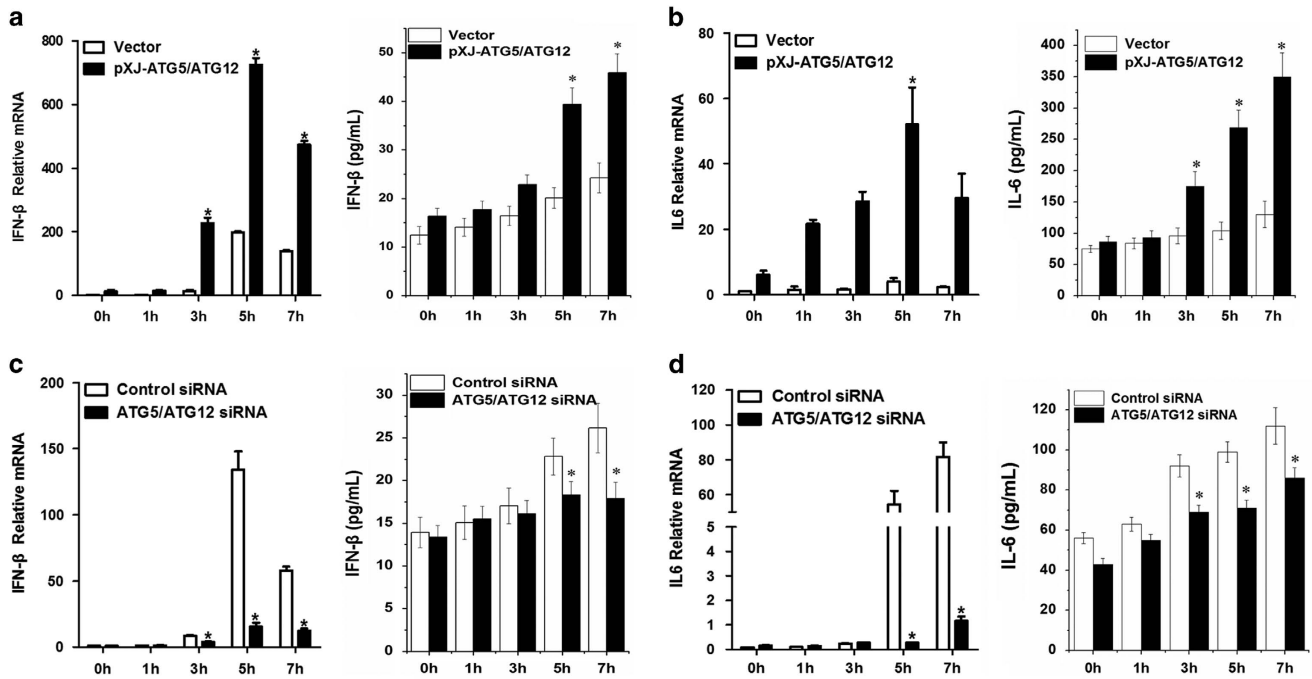 a
IFN-β Relative mRNA
800
600
400
200
0
Vector
pXJ-ATG5/ATG12
*
*
*
0h 1h 3h 5h 7h
IFN-β (pg/mL)
50
40
30
20
10
0
Vector
pXJ-ATG5/ATG12
*
*
0h 1h 3h 5h 7h
b
IL6 Relative mRNA
80
60
40
20
0
Vector
pXJ-ATG5/ATG12
*
0h 1h 3h 5h 7h
IL-6 (pg/mL)
400
350
300
250
200
150
100
50
0
Vector
pXJ-ATG5/ATG12
*
*
*
0h 1h 3h 5h 7h
c
IFN-β Relative mRNA
200
150
100
50
0
Control siRNA
ATG5/ATG12 siRNA
*
*
*
0h 1h 3h 5h 7h
IFN-β (pg/mL)
30
25
20
15
15
5
0
Control siRNA
ATG5/ATG12 siRNA
*
*
0h 1h 3h 5h 7h
d
IL6 Relative mRNA
120
100
80
60
40
5
4
3
2
1
0
Control siRNA
ATG5/ATG12 siRNA
*
*
0h 1h 3h 5h 7h
IL-6 (pg/mL)
120
100
80
60
40
20
0
Control siRNA
ATG5/ATG12 siRNA
*
*
*
0h 1h 3h 5h 7h